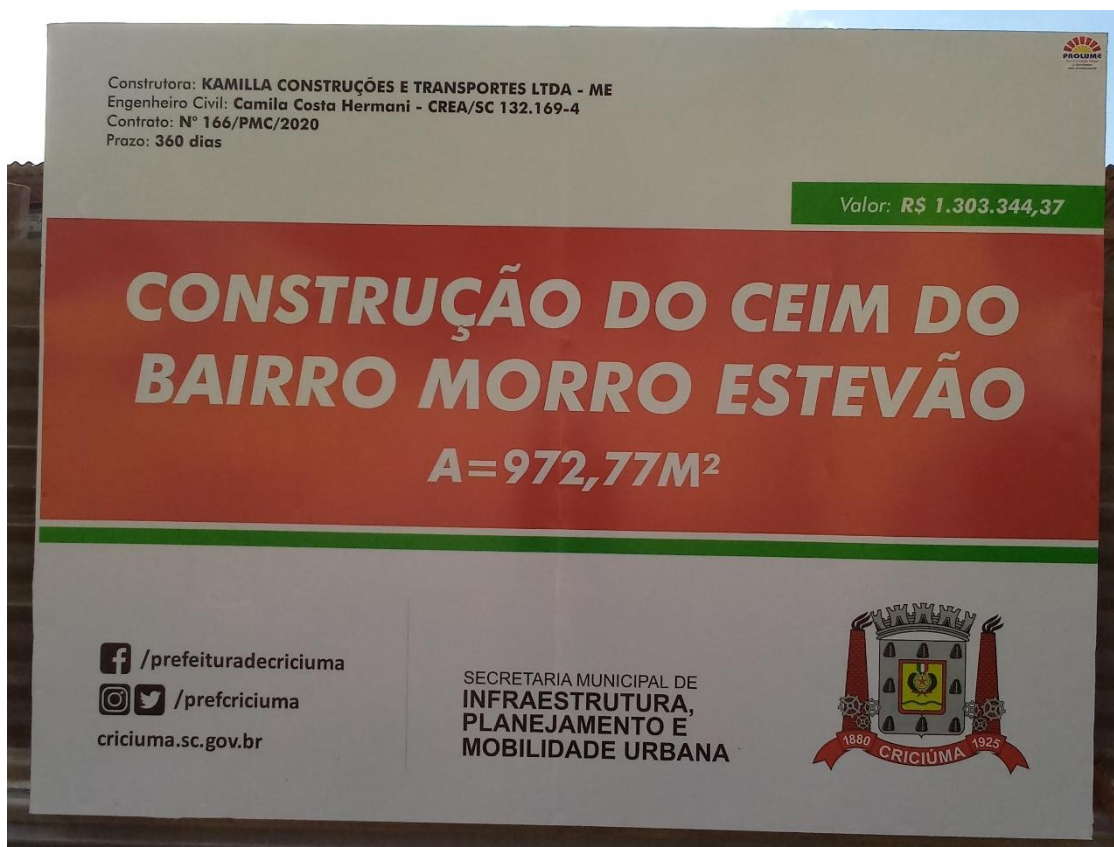 PROLUME
Construtora: KAMILLA CONSTRUÇÕES E TRANSPORTES LTDA - ME
Engenheiro Civil: Camila Costa Hermani - CREA/SC 132.169-4
Contrato: Nº 166/PMC/2020
Prazo: 360 dias
Valor: R$ 1.303.344,37
CONSTRUÇÃO DO CEIM DO
BAIRRO MORRO ESTEVÃO
A=972,77M²
/prefeituradecriciuma
/prefcriciuma
criciuma.sc.gov.br
SECRETARIA MUNICIPAL DE
INFRAESTRUTURA,
PLANEJAMENTO E
MOBILIDADE URBANA
1880 CRICIÚMA 1925